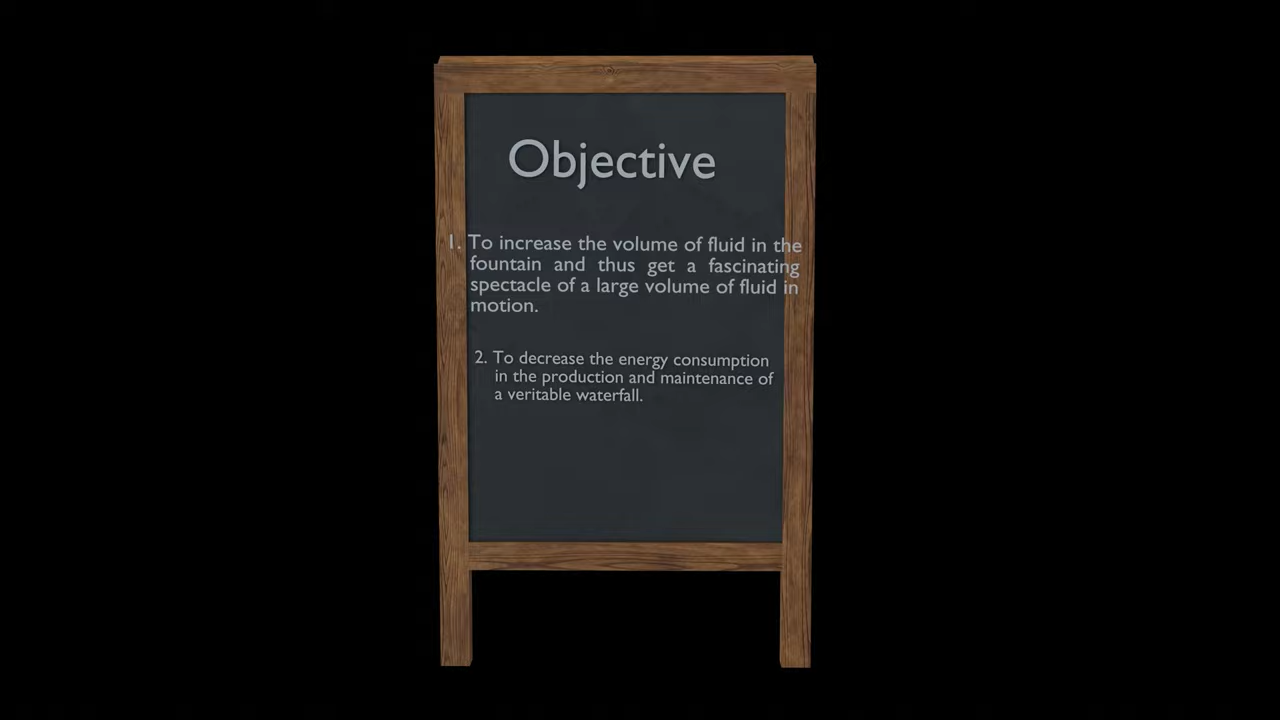 Objective
1. To increase the volume of fluid in the
fountain and thus get a fascinating
spectacle of a large volume of fluid in
motion.
2. To decrease the energy consumption
in the production and maintenance of
a veritable waterfall.